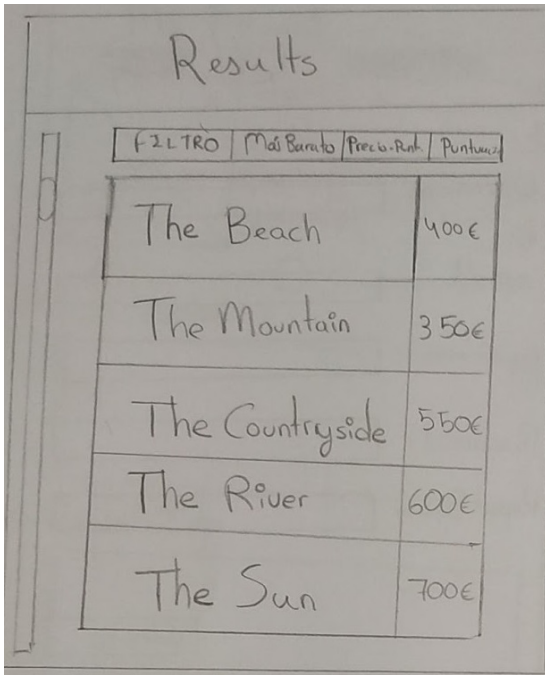 Results
FILTRO Más Barato Precio-Punt.
The Beach 400€
The Mountain 350€
The Countryside 550€
The River 600€
The Sun 700€